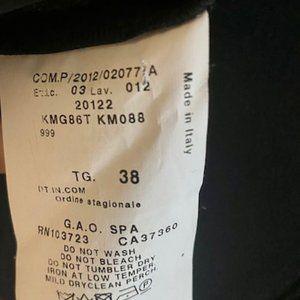 COM.P/2012/02077/A
Etic. 03 Lav. 012
20122
KMG86T KM088
999
TG. 38
INT.IN.COM
Ordine stagionale
G.A.O. SPA
RN103723 CA37360
DO NOT WASH
DO NOT BLEACH
DO NOT TUMBLE DRY
IRON AT LOW TEMPER.
MILD DRYCLEAN PERCH.
Made in Italy